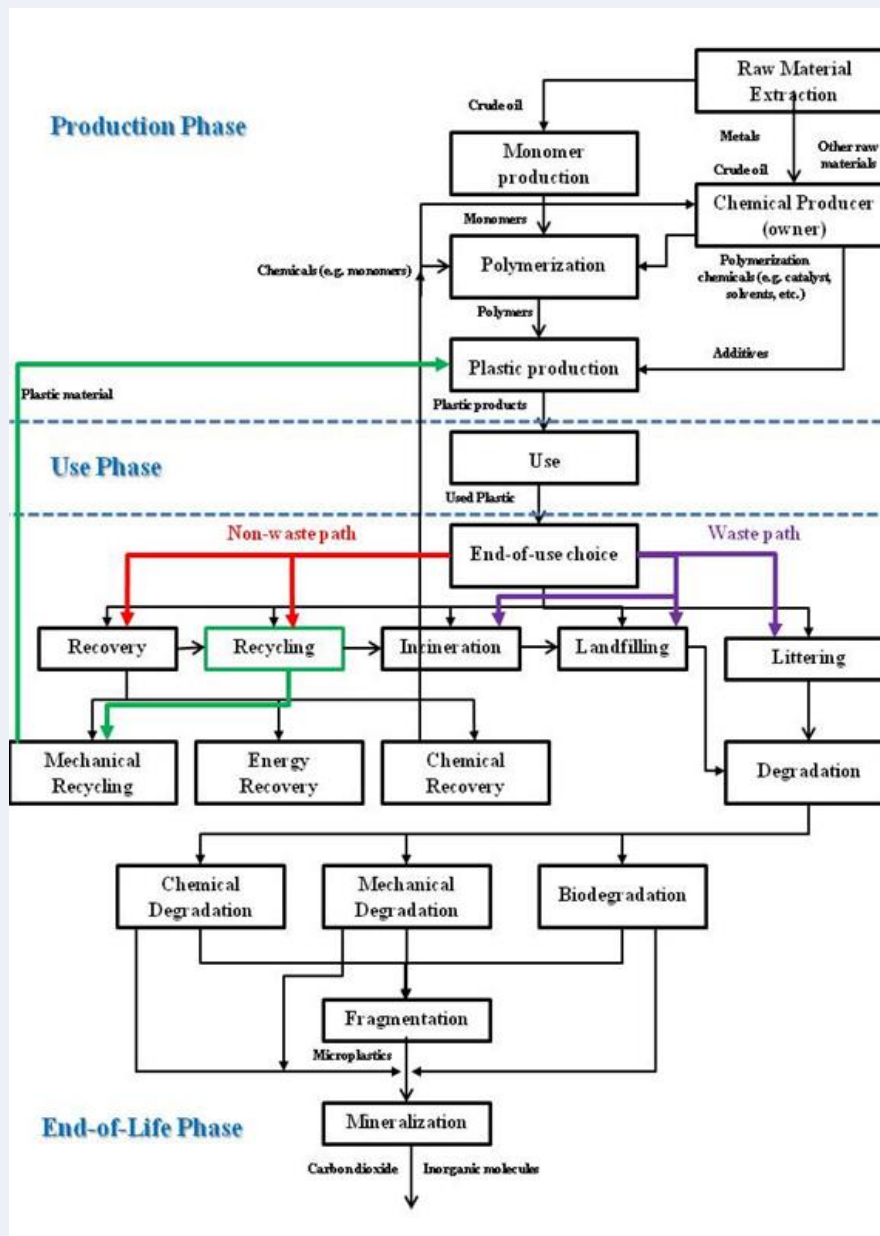 Raw Material
Extraction
Crude oil
Production Phase
Metals
Other raw
materials
Crude oil
Monomer
production
Chemical Producer
(owner)
Monomers
Chemicals (e.g. monomers)
Polymerization
Polymerization
chemicals (e.g. catalyst,
solvents, etc.)
Polymers
Plastic production
Additives
Plastic material
Plastic products
Use Phase
Use
Used Plastic
Non-waste path
End-of-use choice
Waste path
Recovery
Recycling
Incineration
Landfilling
Littering
Mechanical
Recycling
Energy
Recovery
Chemical
Recovery
Degradation
Chemical
Degradation
Mechanical
Degradation
Biodegradation
Fragmentation
Microplastics
Mineralization
End-of-Life Phase
Carbon dioxide
Inorganic molecules